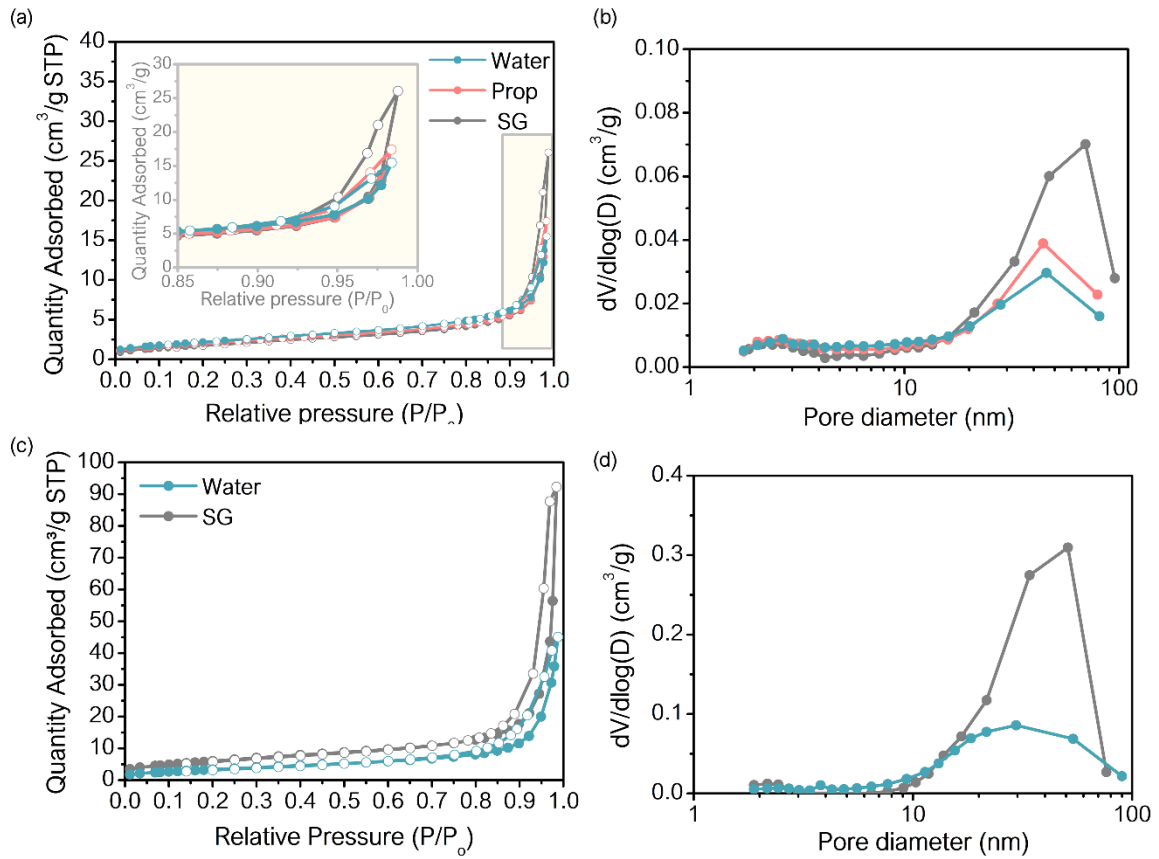 (a)
Quantity Adsorbed (cm³/g STP)
40
35
30
25
20
15
10
5
0
0.0 0.1 0.2 0.3 0.4 0.5 0.6 0.7 0.8 0.9 1.0
Relative pressure (P/P₀)
Water
Prop
SG
Quantity Adsorbed (cm³/g)
30
25
20
15
10
5
0
0.85 0.90 0.95 1.00
Relative pressure (P/P₀)
(b)
dV/dlog(D) (cm³/g)
0.10
0.08
0.06
0.04
0.02
0.00
1 10 100
Pore diameter (nm)
(c)
Quantity Adsorbed (cm³/g STP)
100
90
80
70
60
50
40
30
20
10
0
0.0 0.1 0.2 0.3 0.4 0.5 0.6 0.7 0.8 0.9 1.0
Relative Pressure (P/P₀)
Water
SG
(d)
dV/dlog(D) (cm³/g)
0.4
0.3
0.2
0.1
0.0
1 10 100
Pore diameter (nm)